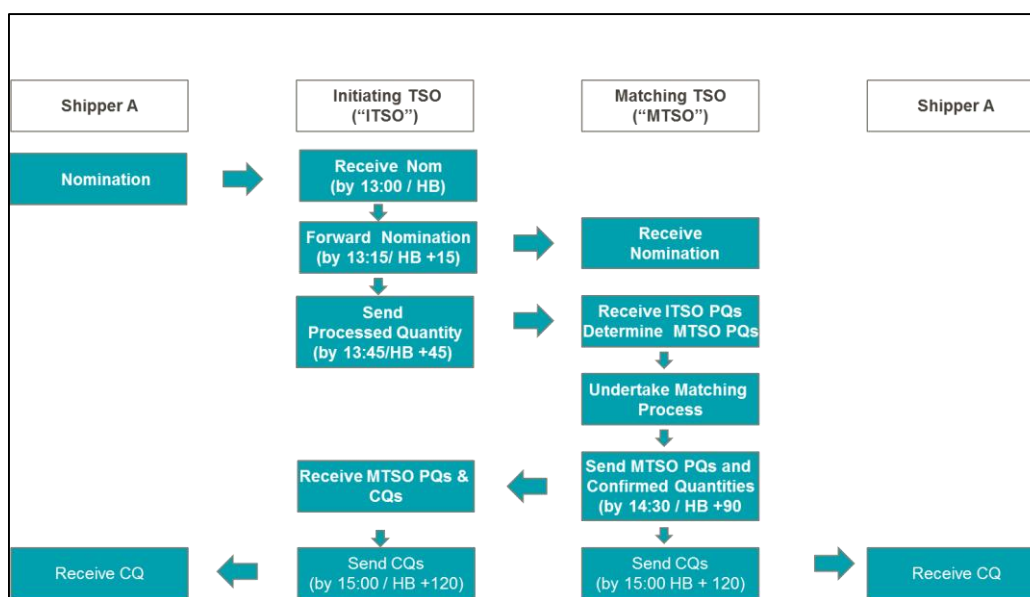 Shipper A
Initiating TSO
(“ITSO”)
Matching TSO
(“MTSO”)
Shipper A
Nomination
Receive Nom
(by 13:00 / HB)
Forward Nomination
(by 13:15/ HB +15)
Receive
Nomination
Send
Processed Quantity
(by 13:45/HB +45)
Receive ITSO PQs
Determine MTSO PQs
Undertake Matching
Process
Receive MTSO PQs &
CQs
Send MTSO PQs and
Confirmed Quantities
(by 14:30 / HB +90
Receive CQ
Send CQs
(by 15:00 / HB +120)
Send CQs
(by 15:00 HB + 120)
Receive CQ